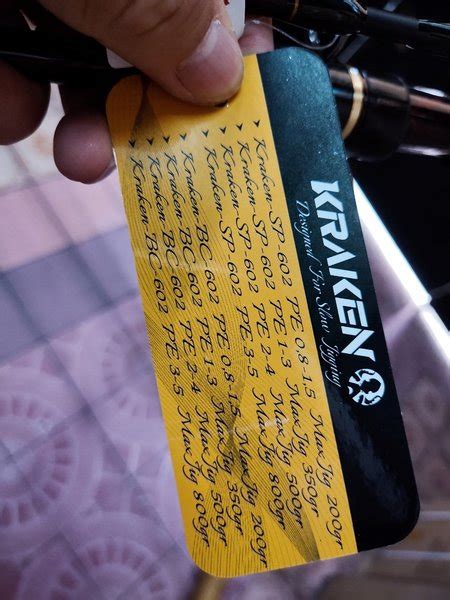 KRAKEN
Designed For Slow Jigging
➤ Kraken-SP-602 PE 0.8-1.5 Max Jig 200gr
➤ Kraken-SP-602 PE 1-3 Max Jig 350gr
➤ Kraken-SP-602 PE 2-4 Max Jig 500gr
➤ Kraken-SP-602 PE 3-5 Max Jig 800gr
➤ Kraken-BC 602 PE 0.8-1.5 Max Jig 200gr
➤ Kraken-BC 602 PE 1-3 Max Jig 350gr
➤ Kraken-BC 602 PE 2-4 Max Jig 500gr
➤ Kraken-BC 602 PE 3-5 Max Jig 800gr